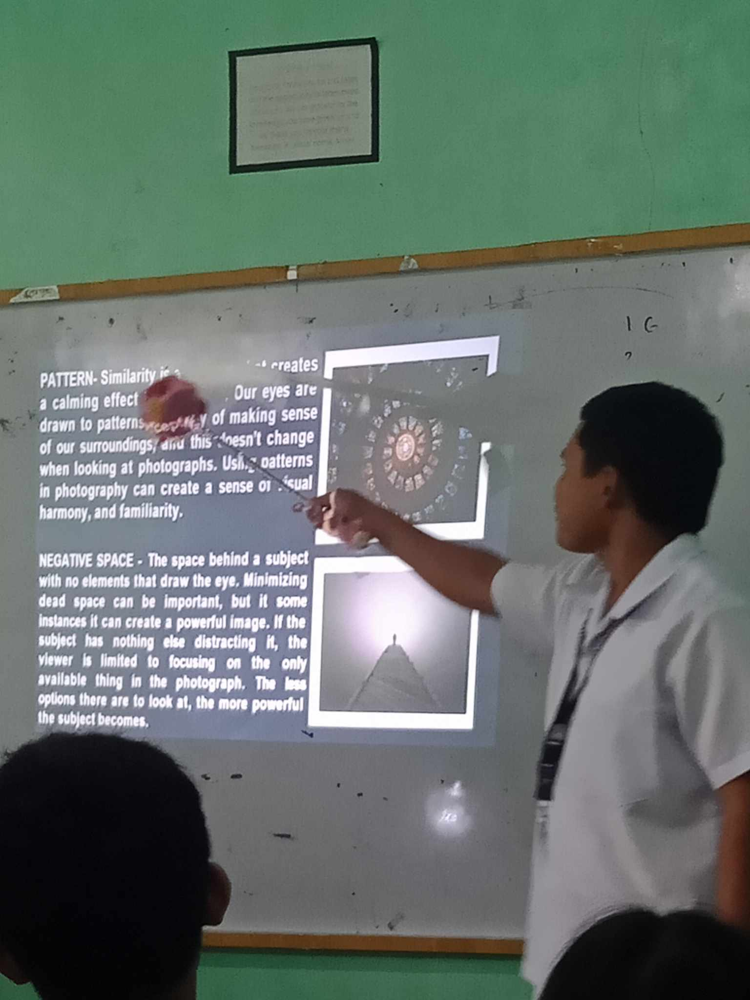 PATTERN- Similarity is a creates
a calming effect Our eyes are
drawn to patterns of making sense
of our surroundings, and this doesn't change
when looking at photographs. Using patterns
in photography can create a sense of visual
harmony, and familiarity.
NEGATIVE SPACE - The space behind a subject
with no elements that draw the eye. Minimizing
dead space can be important, but it some
instances it can create a powerful image. If the
subject has nothing else distracting it, the
viewer is limited to focusing on the only
available thing in the photograph. The less
options there are to look at, the more powerful
the subject becomes.